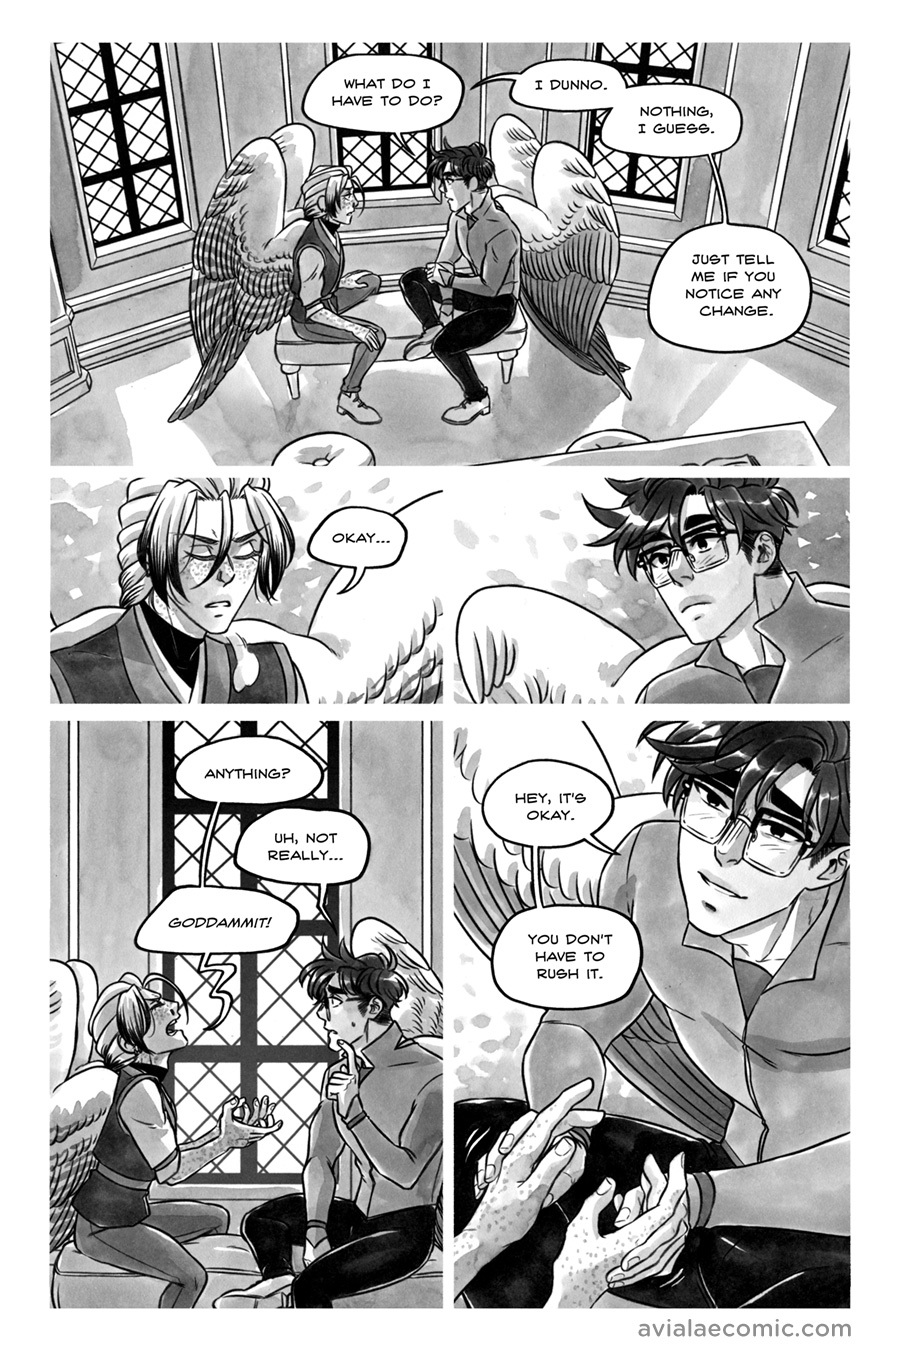 WHAT DO I
HAVE TO DO?
I DUNNO.
NOTHING,
I GUESS.
JUST TELL
ME IF YOU
NOTICE ANY
CHANGE.
OKAY...
ANYTHING?
UH, NOT
REALLY...
GODDAMMIT!
HEY, IT'S
OKAY.
YOU DON'T
HAVE TO
RUSH IT.
avialaecomic.com